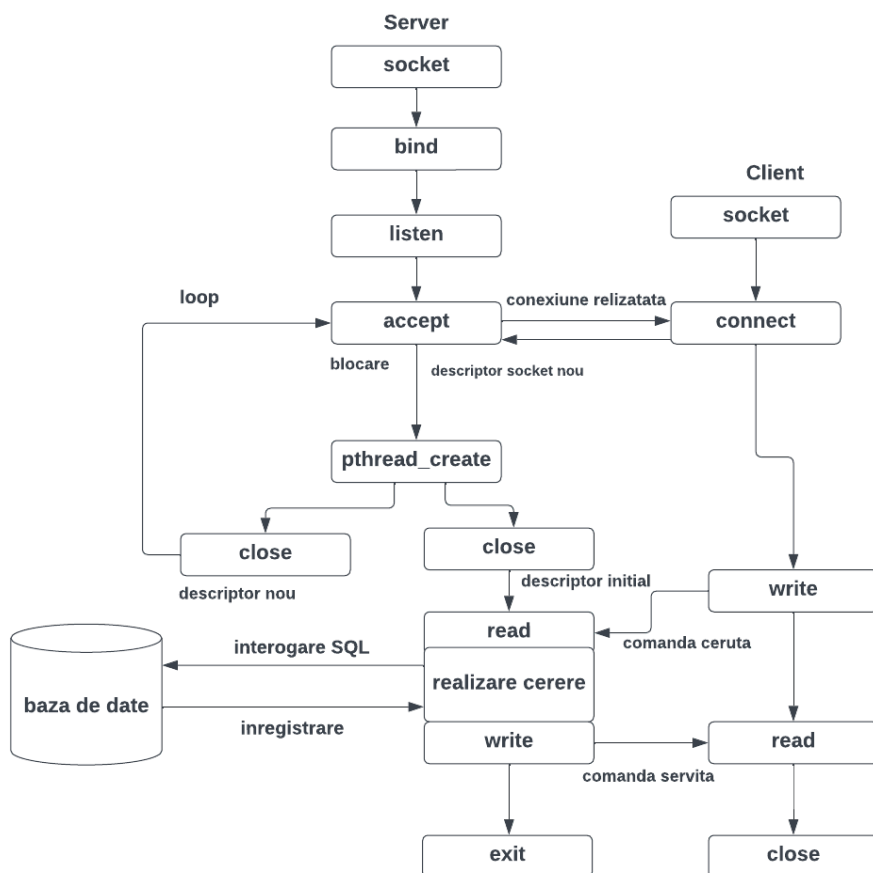 Server
socket
bind
Client
socket
listen
loop
conexiune relizatata
accept
connect
blocare
descriptor socket nou
pthread_create
close
close
descriptor nou
descriptor initial
write
read
comanda ceruta
interogare SQL
realizare cerere
baza de date
inregistrare
write
read
comanda servita
exit
close